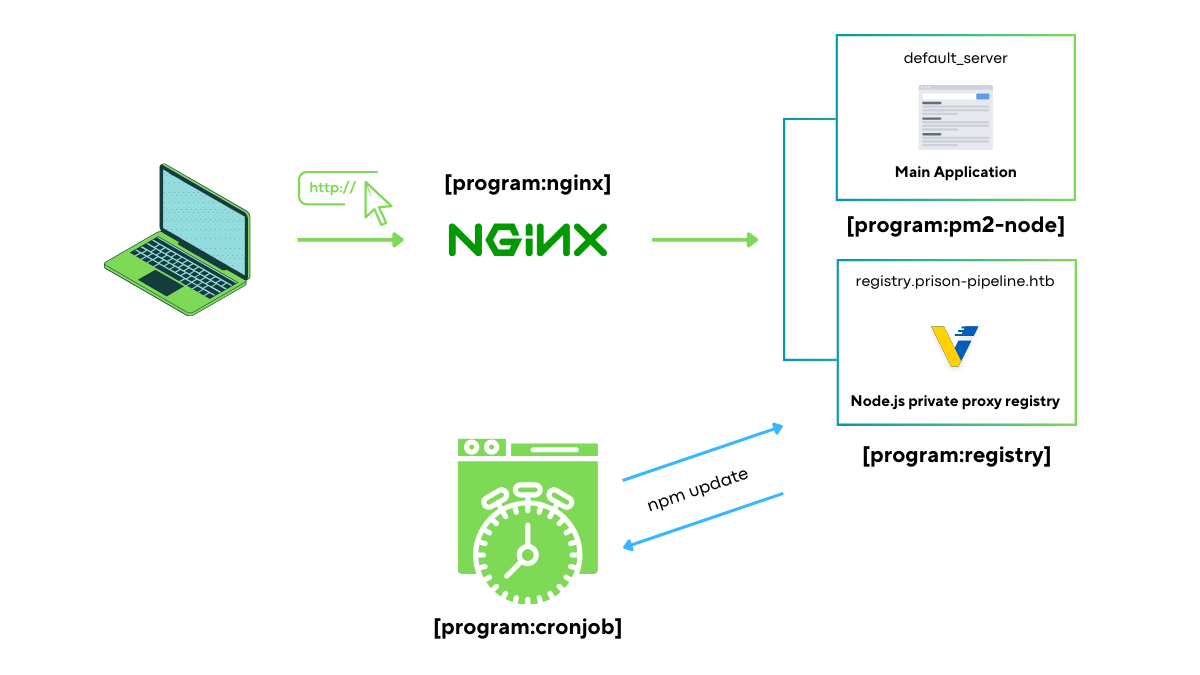 default_server
Main Application
[program:pm2-node]
http://
[program:nginx]
NGINX
registry.prison-pipeline.htb
Node.js private proxy registry
[program:registry]
npm update
[program:cronjob]